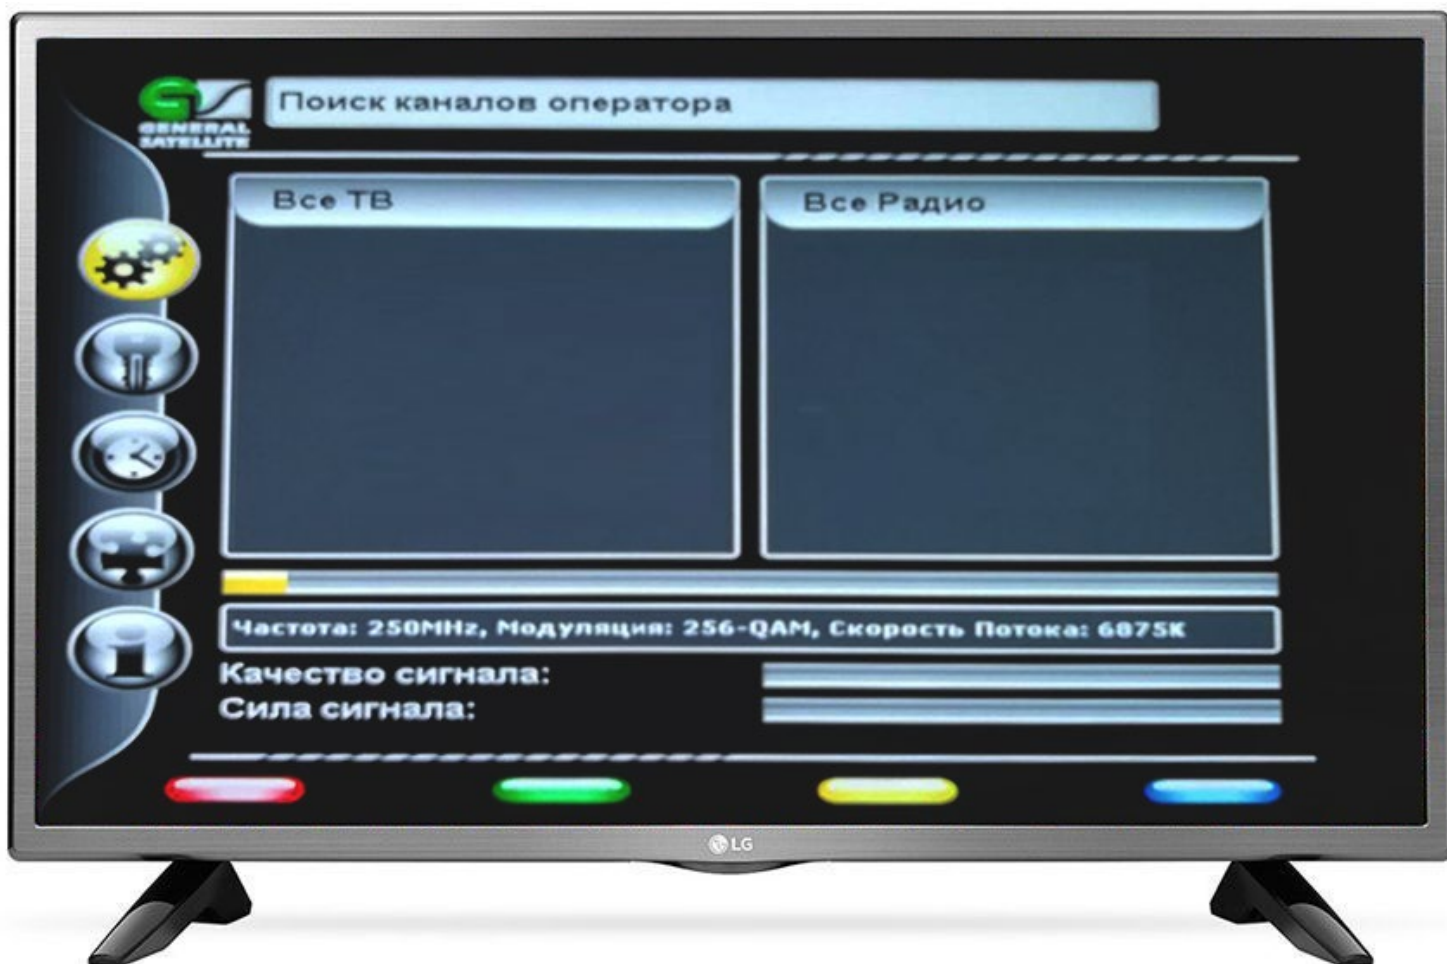 GENERAL
SATELLITE
Поиск каналов оператора
Все ТВ
Все Радио
Частота: 250MHz, Модуляция: 256-QAM, Скорость Потока: 6875K
Качество сигнала:
Сила сигнала:
LG